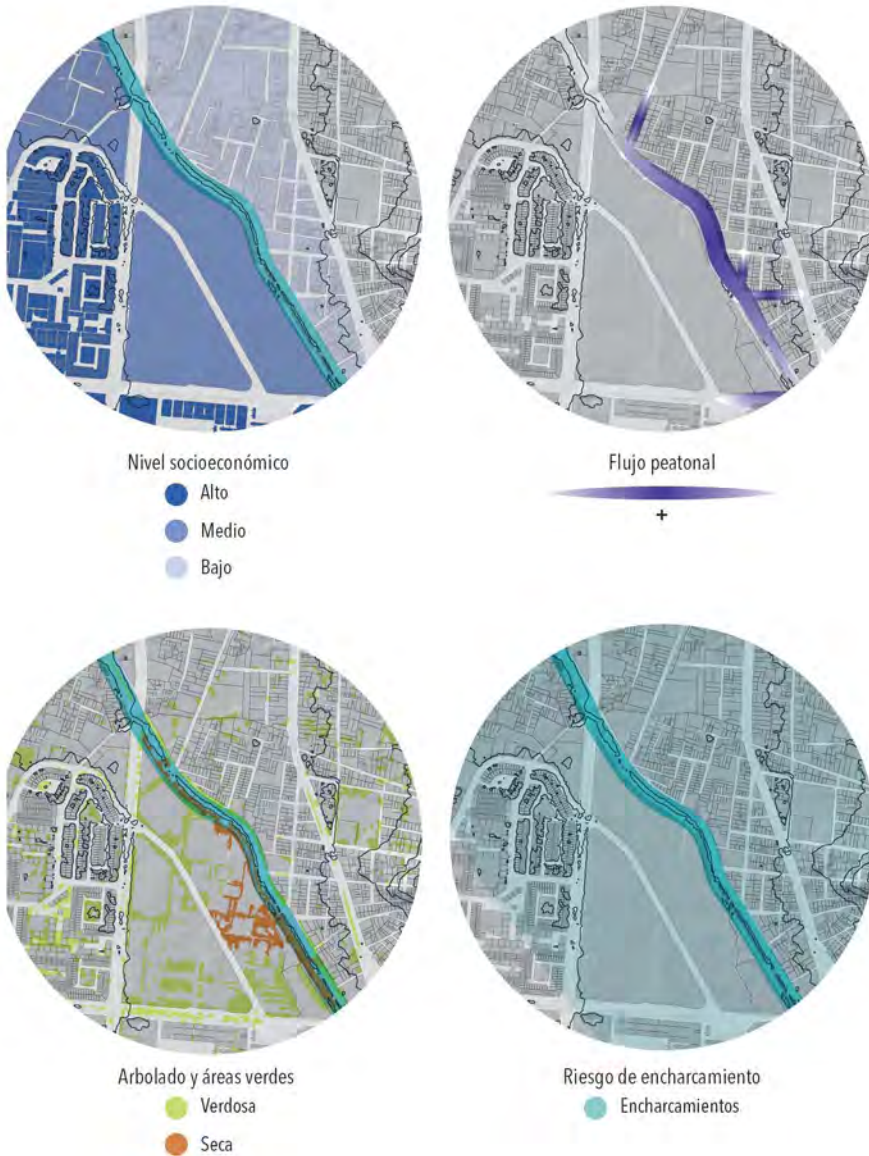 Nivel socioeconómico
Alto
Medio
Bajo
Flujo peatonal
+
Arbolado y áreas verdes
Verdosa
Seca
Riesgo de encharcamiento
Encharcamientos